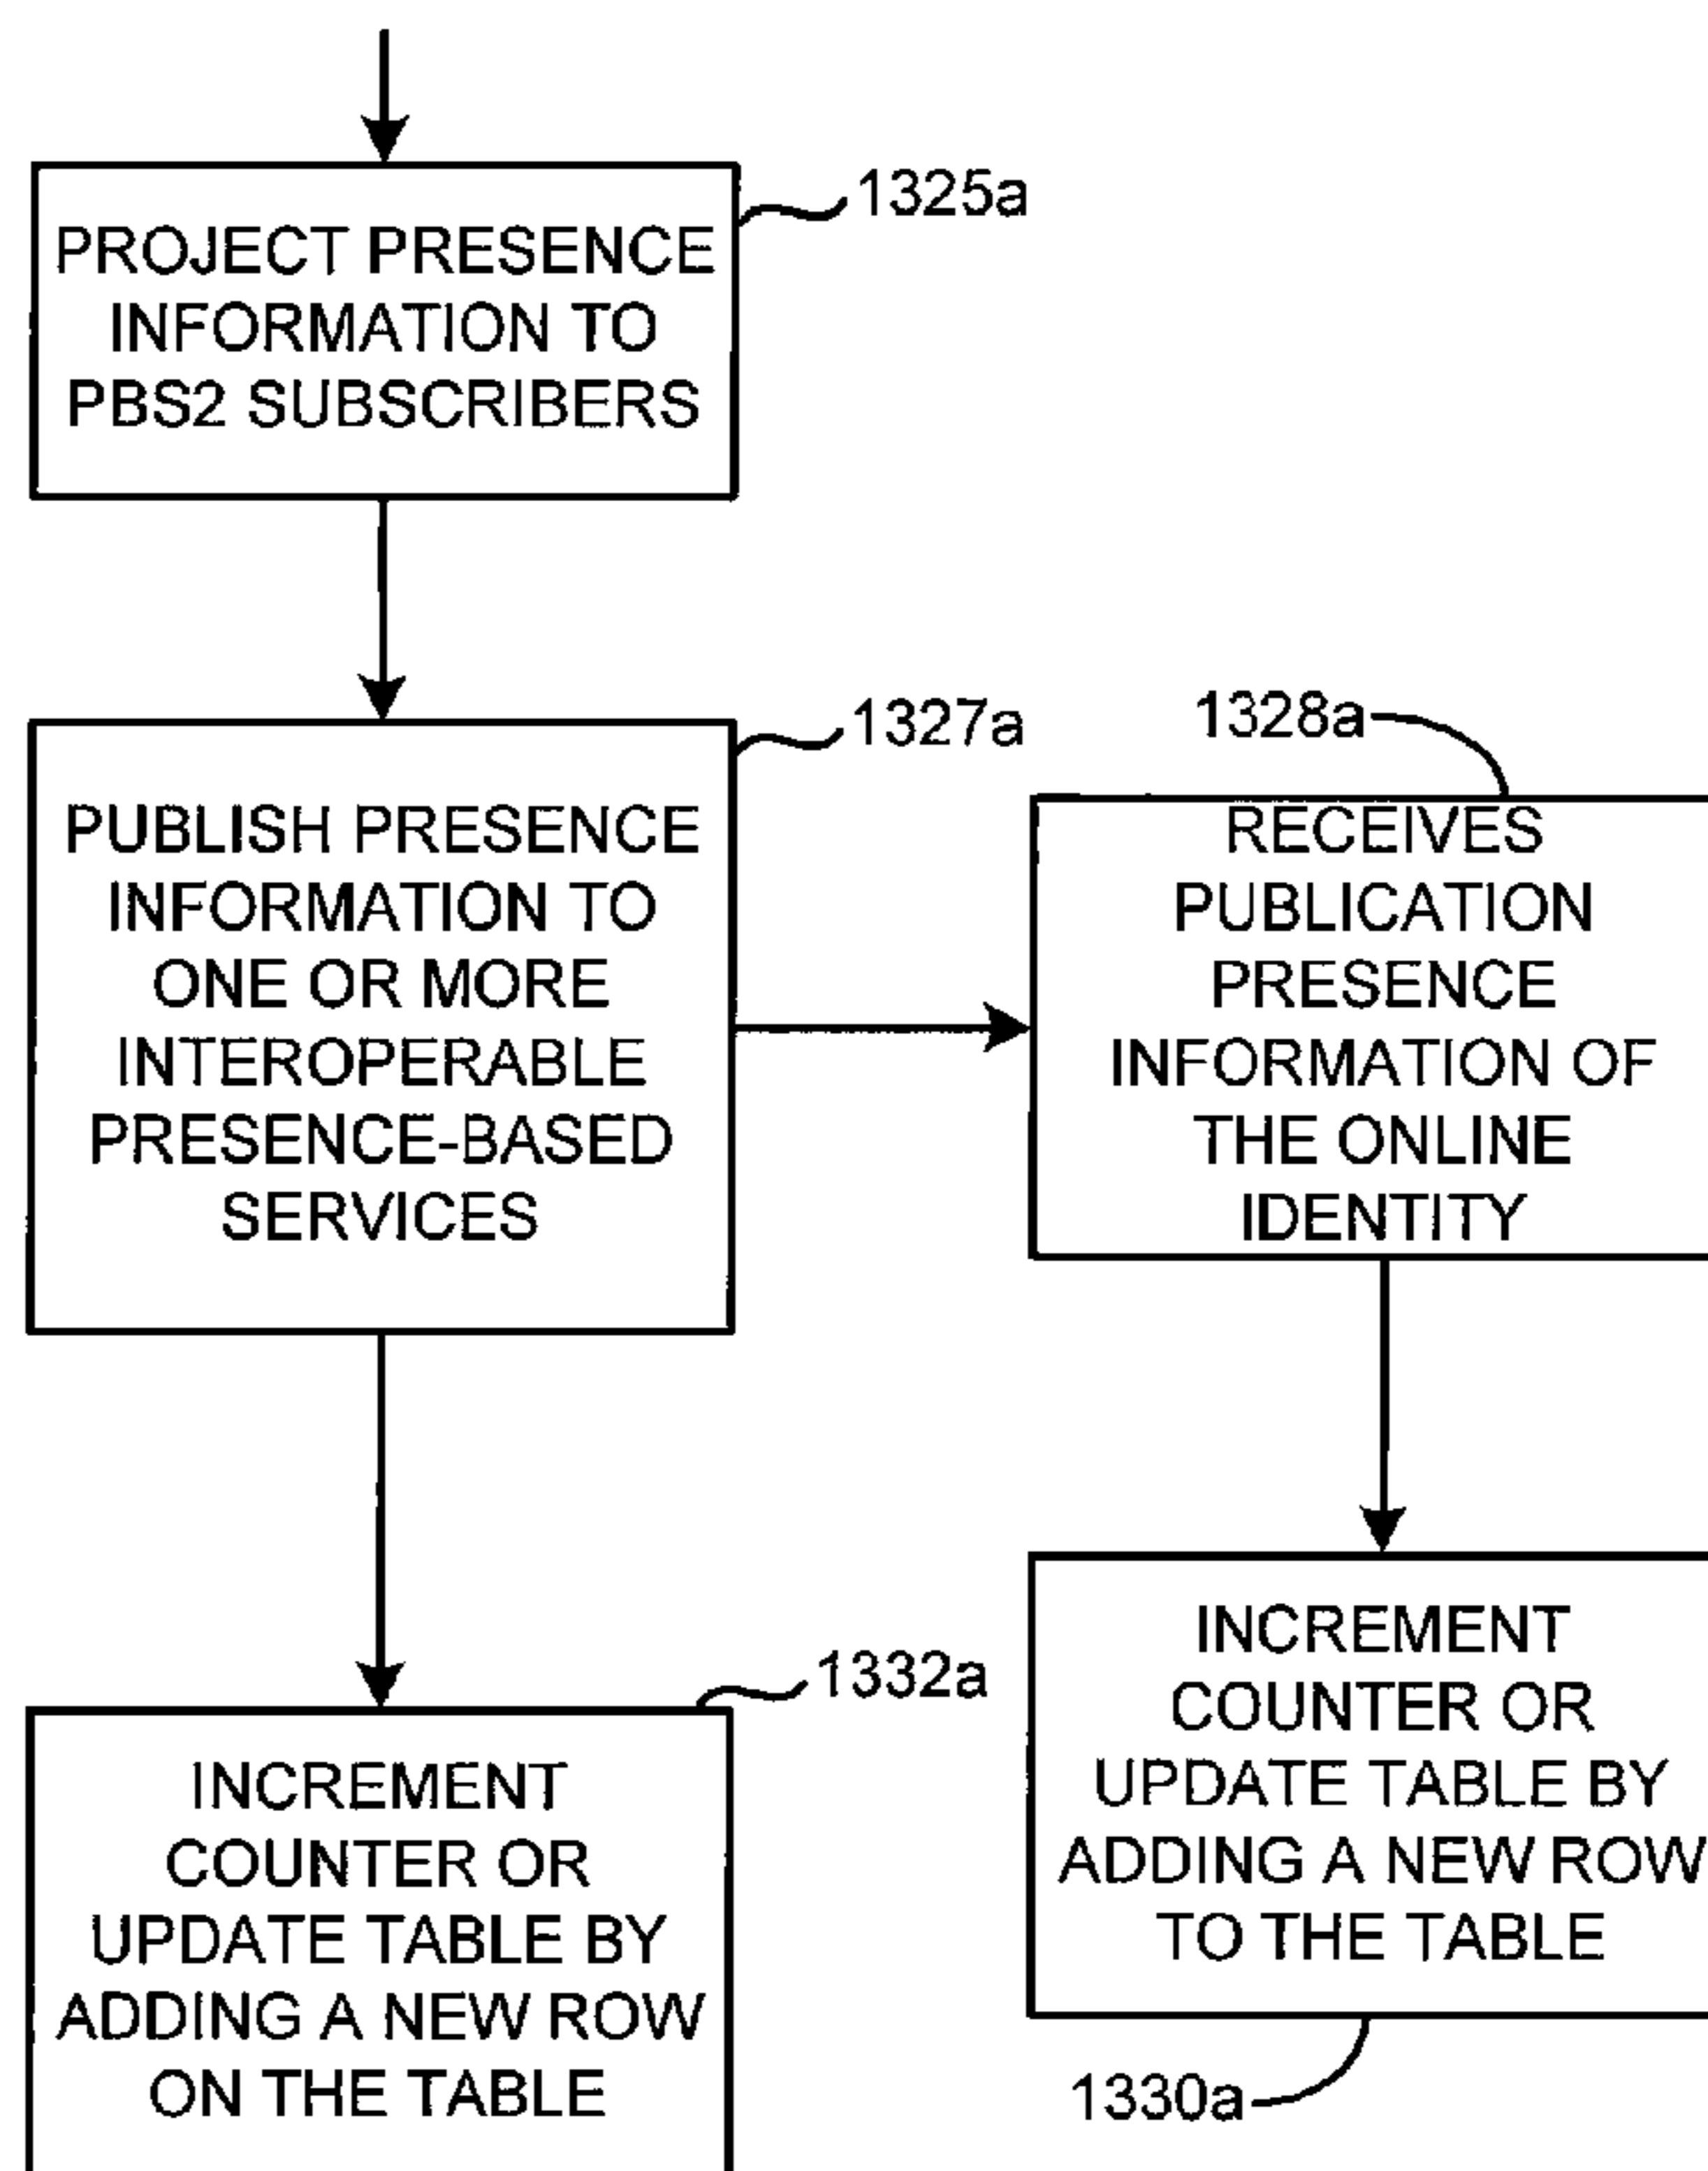 1325a
PROJECT PRESENCE
INFORMATION TO
PBS2 SUBSCRIBERS
1327a
PUBLISH PRESENCE
INFORMATION TO
ONE OR MORE
INTEROPERABLE
PRESENCE-BASED
SERVICES
1328a
RECEIVES
PUBLICATION
PRESENCE
INFORMATION OF
THE ONLINE
IDENTITY
1332a
INCREMENT
COUNTER OR
UPDATE TABLE BY
ADDING A NEW ROW
ON THE TABLE
INCREMENT
COUNTER OR
UPDATE TABLE BY
ADDING A NEW ROW
TO THE TABLE
1330a